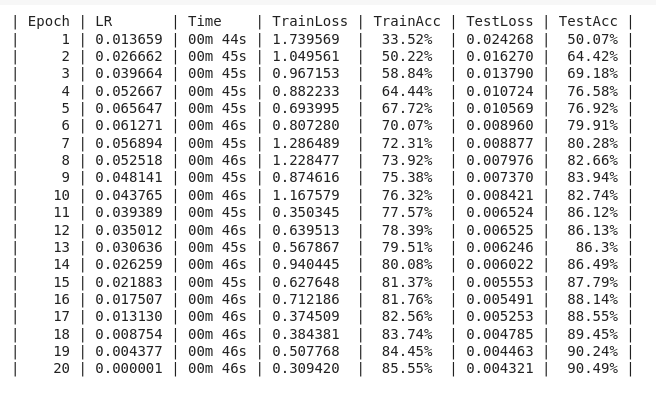 | Epoch | LR       | Time    | TrainLoss  | TrainAcc  | TestLoss  | TestAcc |
|     1 | 0.013659 | 00m 44s | 1.739569   |  33.52%   | 0.024268  |  50.07% |
|     2 | 0.026662 | 00m 45s | 1.049561   |  50.22%   | 0.016270  |  64.42% |
|     3 | 0.039664 | 00m 45s | 0.967153   |  58.84%   | 0.013790  |  69.18% |
|     4 | 0.052667 | 00m 45s | 0.882233   |  64.44%   | 0.010724  |  76.58% |
|     5 | 0.065647 | 00m 45s | 0.693995   |  67.72%   | 0.010569  |  76.92% |
|     6 | 0.061271 | 00m 46s | 0.807280   |  70.07%   | 0.008960  |  79.91% |
|     7 | 0.056894 | 00m 45s | 1.286489   |  72.31%   | 0.008877  |  80.28% |
|     8 | 0.052518 | 00m 46s | 1.228477   |  73.92%   | 0.007976  |  82.66% |
|     9 | 0.048141 | 00m 45s | 0.874616   |  75.38%   | 0.007370  |  83.94% |
|    10 | 0.043765 | 00m 46s | 1.167579   |  76.32%   | 0.008421  |  82.74% |
|    11 | 0.039389 | 00m 45s | 0.350345   |  77.57%   | 0.006524  |  86.12% |
|    12 | 0.035012 | 00m 46s | 0.639513   |  78.39%   | 0.006525  |  86.13% |
|    13 | 0.030636 | 00m 45s | 0.567867   |  79.51%   | 0.006246  |   86.3% |
|    14 | 0.026259 | 00m 46s | 0.940445   |  80.08%   | 0.006022  |  86.49% |
|    15 | 0.021883 | 00m 45s | 0.627648   |  81.37%   | 0.005553  |  87.79% |
|    16 | 0.017507 | 00m 46s | 0.712186   |  81.76%   | 0.005491  |  88.14% |
|    17 | 0.013130 | 00m 46s | 0.374509   |  82.56%   | 0.005253  |  88.55% |
|    18 | 0.008754 | 00m 46s | 0.384381   |  83.74%   | 0.004785  |  89.45% |
|    19 | 0.004377 | 00m 46s | 0.507768   |  84.45%   | 0.004463  |  90.24% |
|    20 | 0.000001 | 00m 46s | 0.309420   |  85.55%   | 0.004321  |  90.49% |